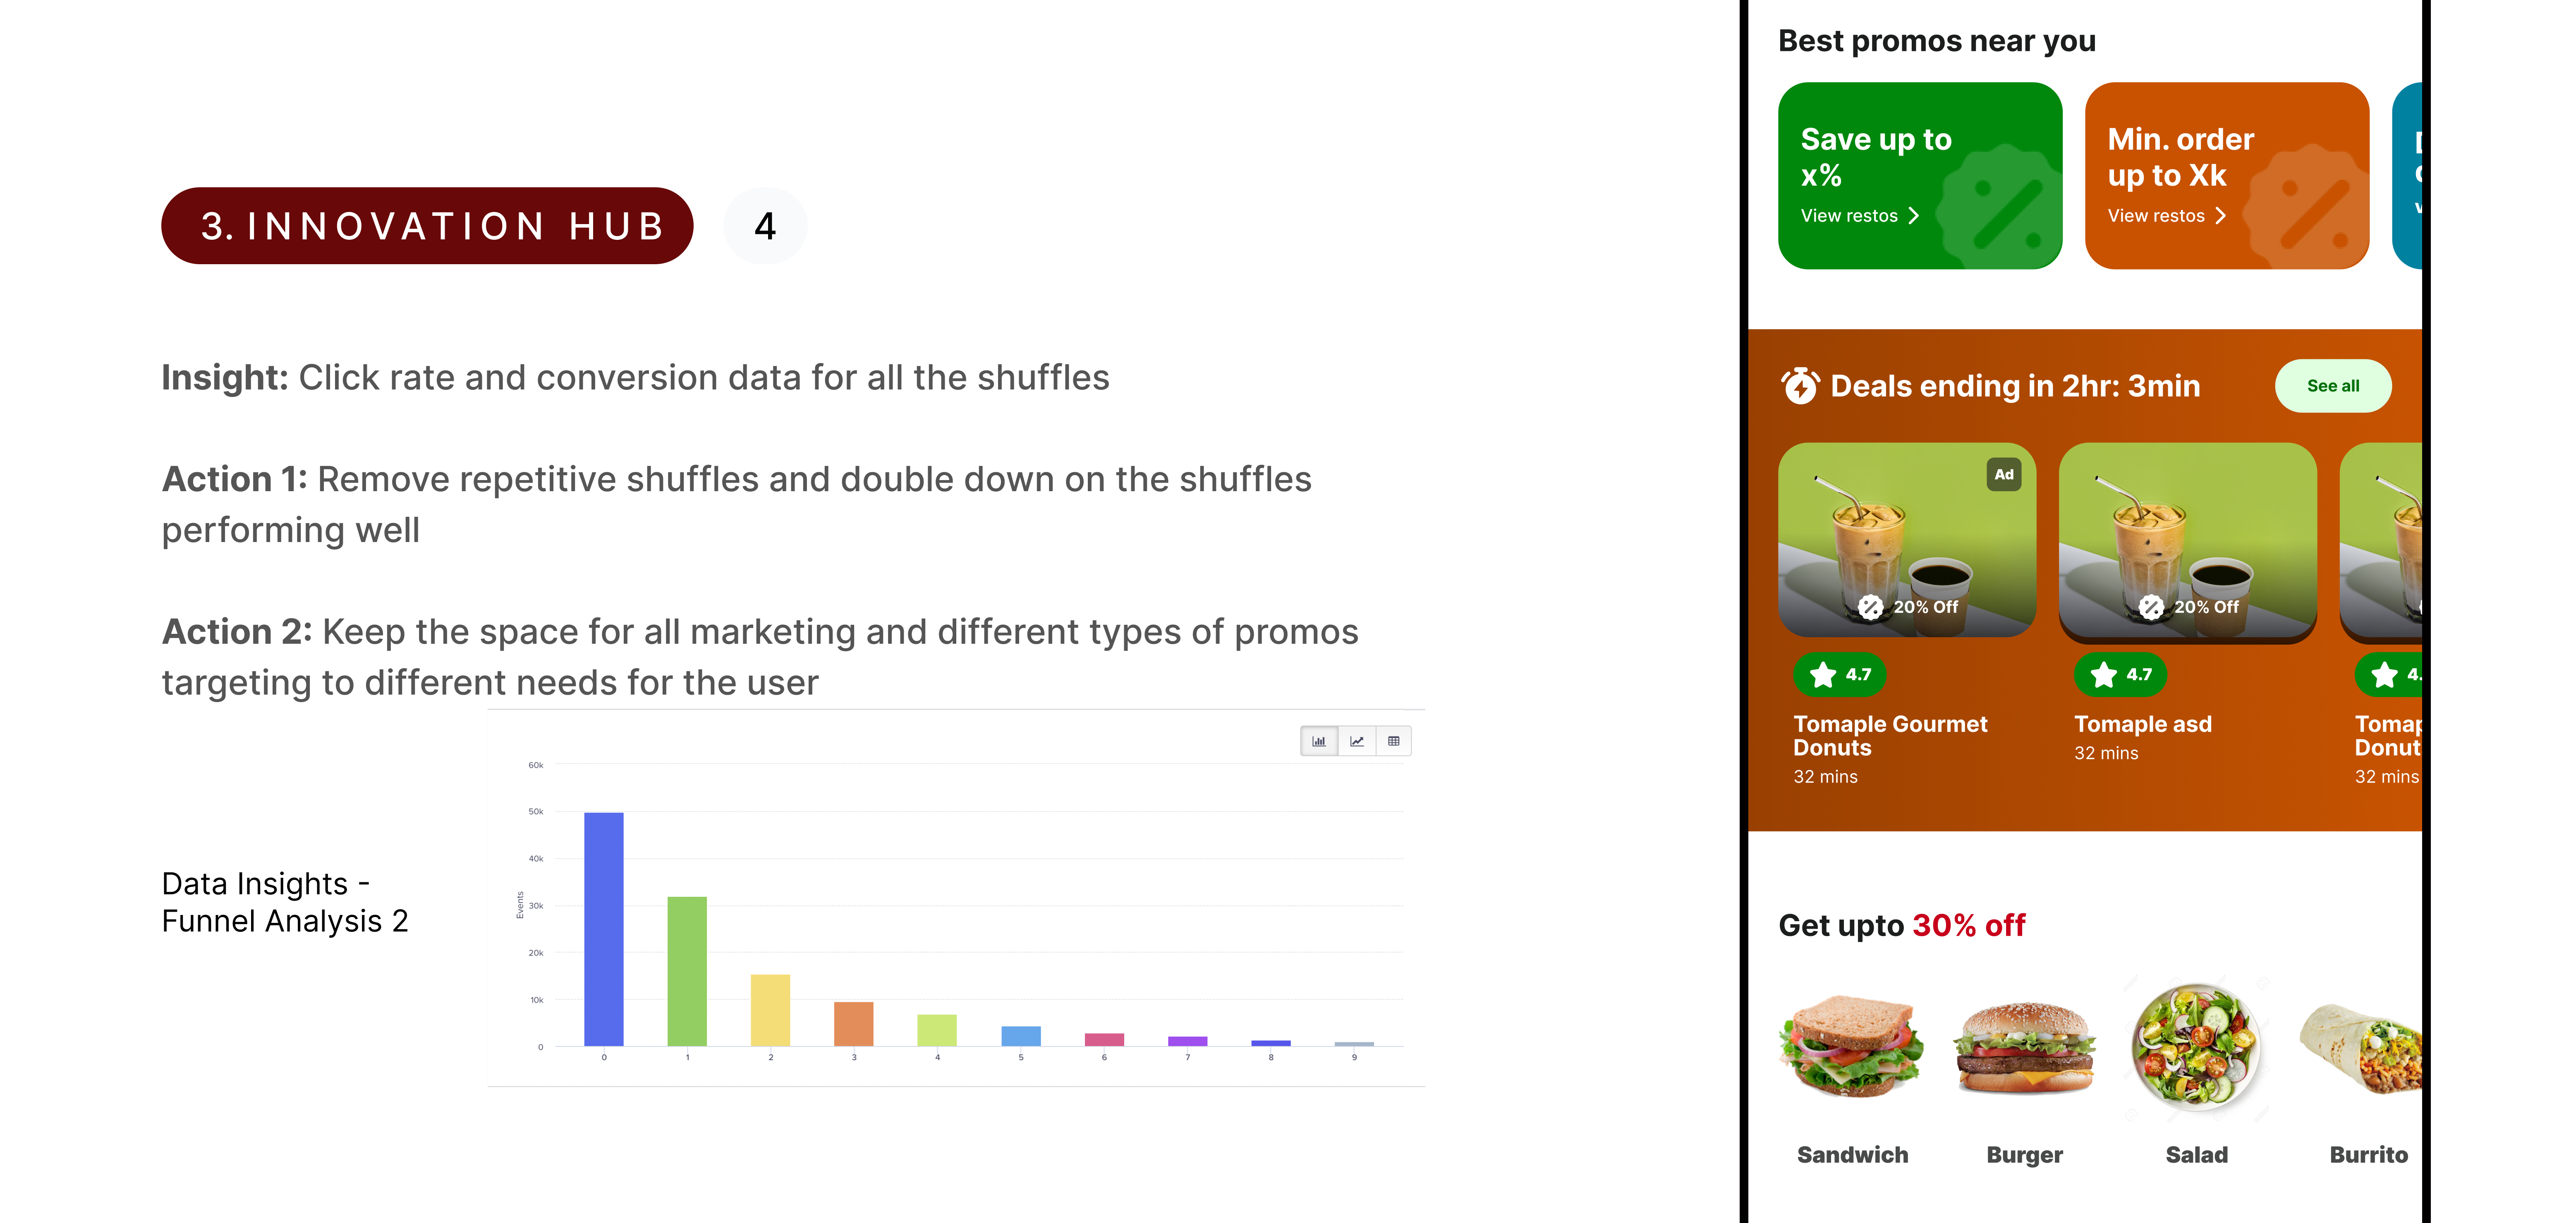 3. INNOVATION HUB
4
Insight: Click rate and conversion data for all the shuffles
Action 1: Remove repetitive shuffles and double down on the shuffles
performing well
Action 2: Keep the space for all marketing and different types of promos
targeting to different needs for the user
Data Insights -
Funnel Analysis 2
Events
60k
50k
40k
30k
20k
10k
0
0 1 2 3 4 5 6 7 8 9
Best promos near you
Save up to
x%
View restos
Min. order
up to Xk
View restos
Deals ending in 2hr: 3min
See all
Ad
20% Off
20% Off
4.7
4.7
4.
Tomaple Gourmet
Donuts
32 mins
Tomaple asd
32 mins
Tomap
Donut
32 mins
Get upto 30% off
Sandwich
Burger
Salad
Burrito